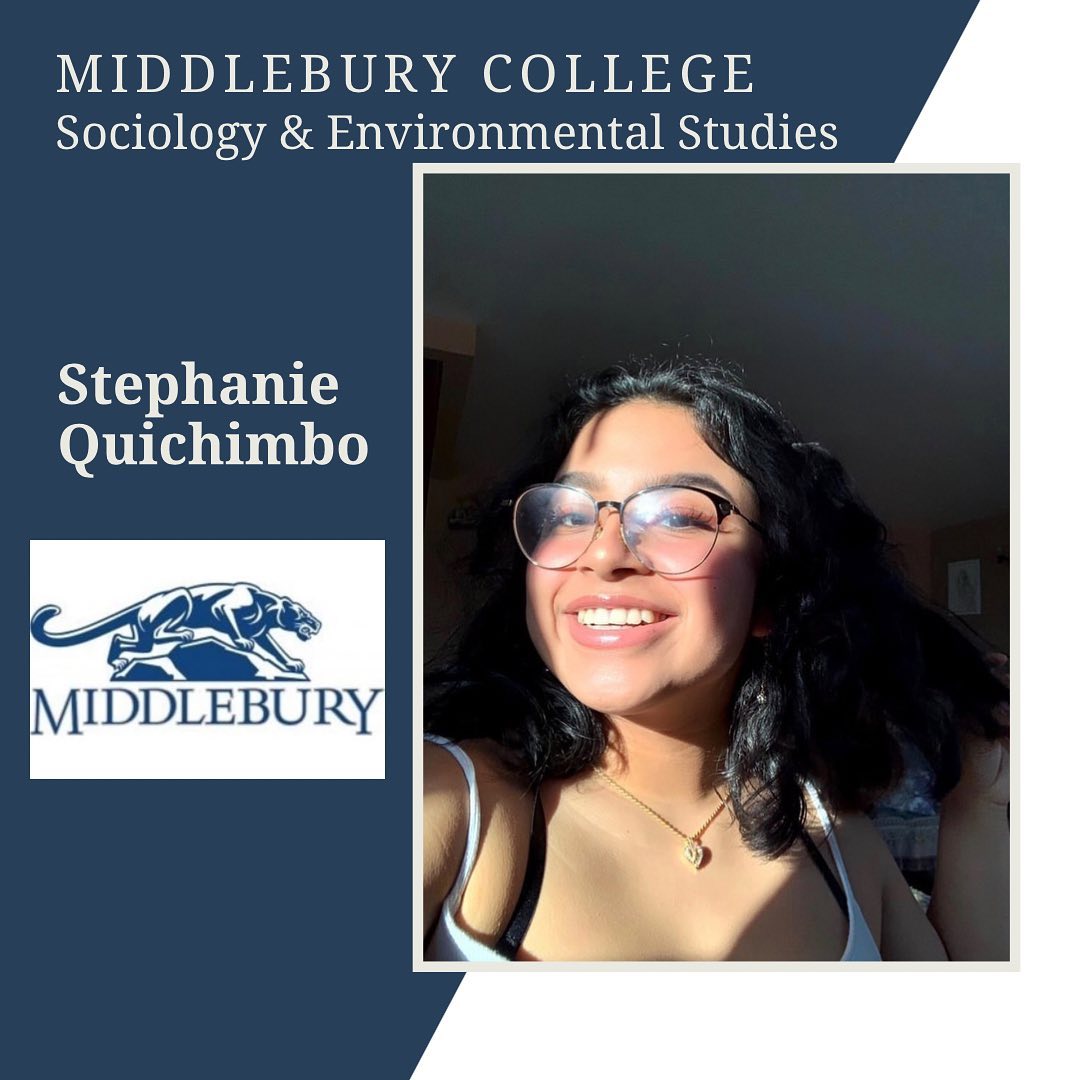 MIDDLEBURY COLLEGE
Sociology & Environmental Studies
Stephanie
Quichimbo
MIDDLEBURY